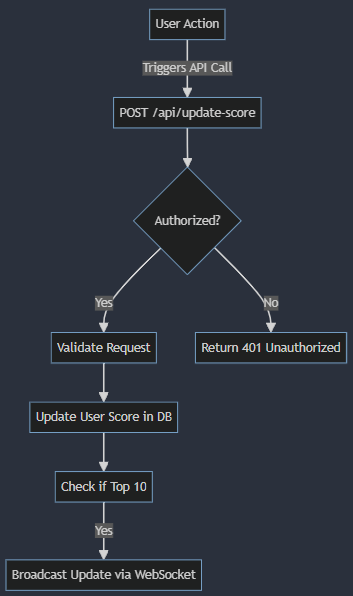 User Action
Triggers API Call
POST /api/update-score
Authorized?
Yes
No
Validate Request
Return 401 Unauthorized
Update User Score in DB
Check if Top 10
Yes
Broadcast Update via WebSocket